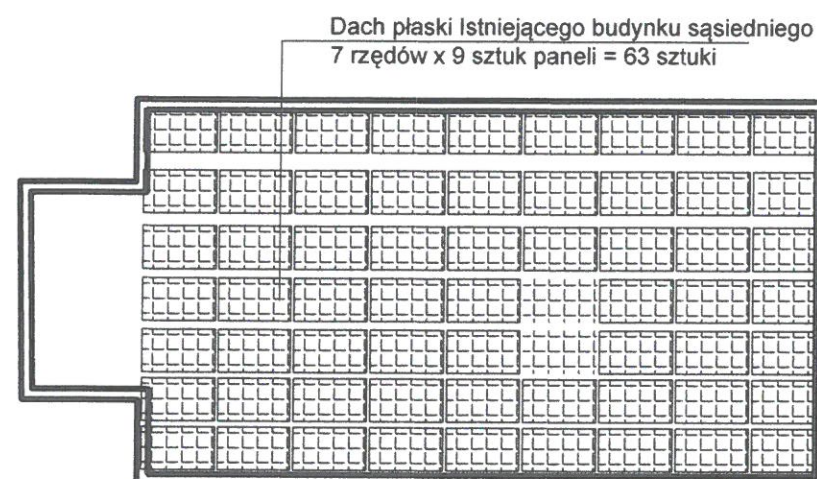 Dach płaski Istniejącego budynku sąsiedniego
7 rzędów x 9 sztuk paneli = 63 sztuki